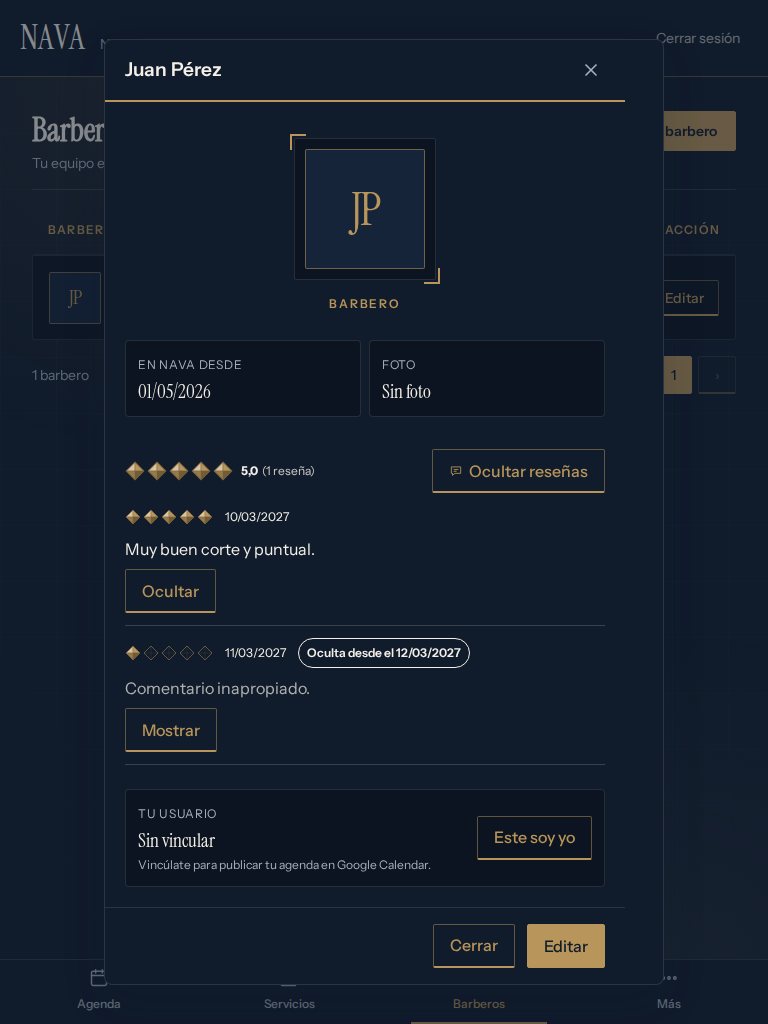 NAVA
Cerrar sesión
Juan Pérez
Barber
barbero
Tu equipo e
JP
BARBER
ACCIÓN
BARBERO
JP
Editar
EN NAVA DESDE
FOTO
01/05/2026
Sin foto
1 barbero
1
5,0 (1 reseña)
Ocultar reseñas
10/03/2027
Muy buen corte y puntual.
Ocultar
11/03/2027 Oculta desde el 12/03/2027
Comentario inapropiado.
Mostrar
TU USUARIO
Sin vincular
Este soy yo
Vincúlate para publicar tu agenda en Google Calendar.
Cerrar
Editar
Agenda
Servicios
Barberos
Más